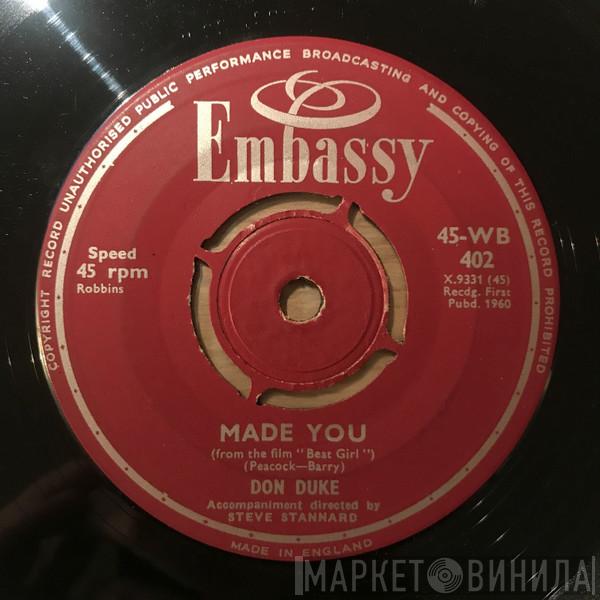 COPYRIGHT RECORD UNAUTHORISED PUBLIC PERFORMANCE BROADCASTING AND COPYING OF THIS RECORD PROHIBITED
Embassy
Speed
45 rpm
Robbins
45-WB
402
X.9331 (45)
Recdg. First
Pubd. 1960
MADE YOU
(from the film "Beat Girl")
(Peacock—Barry)
DON DUKE
Accompaniment directed by
STEVE STANNARD
MADE IN ENGLAND
МАРКЕТ ВИНИЛА